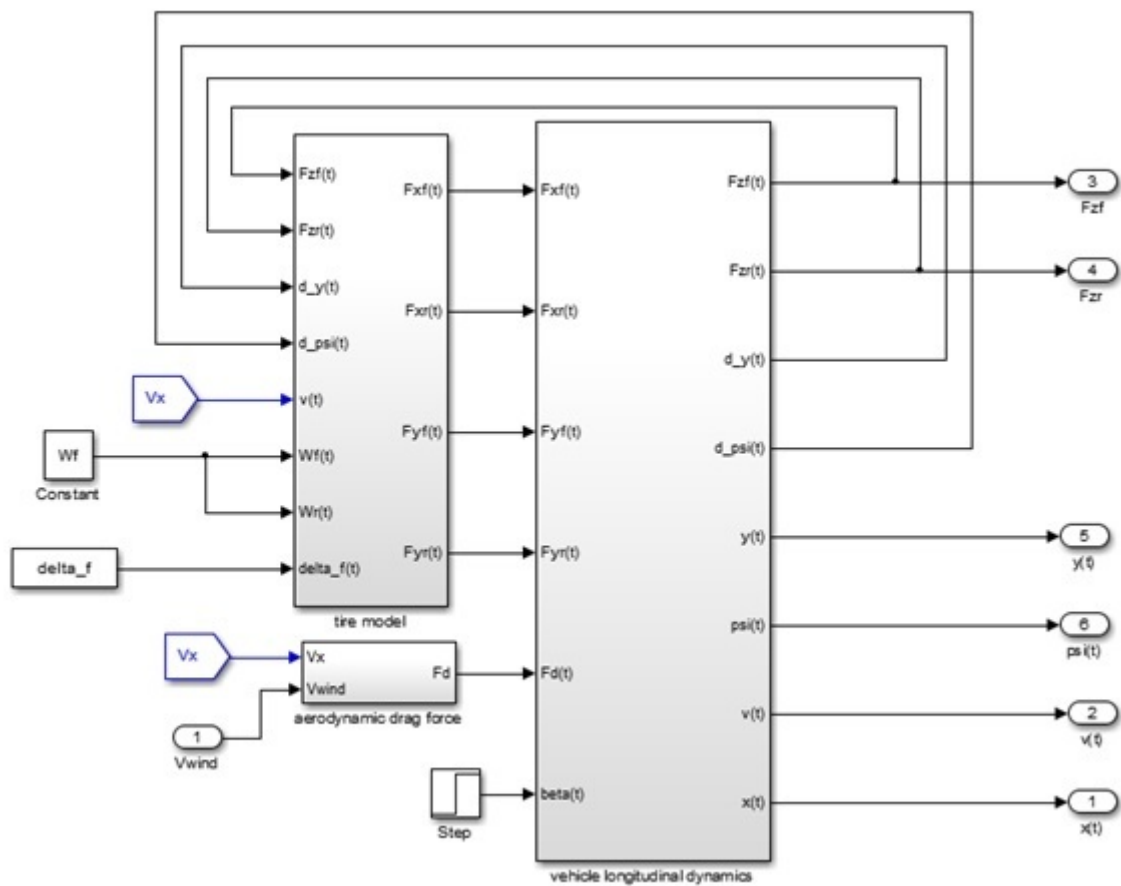 Fzf(t)
Fzr(t)
d_y(t)
d_psi(t)
v(t)
Wf(t)
Wr(t)
delta_f(t)
Fxf(t)
Fxr(t)
Fyf(t)
Fyr(t)
tire model
Vx
Wf
Constant
delta_f
Vx
Vx
Vwind
Fd
aerodynamic drag force
1
Vwind
Step
Fxf(t)
Fxr(t)
Fyf(t)
Fyr(t)
Fd(t)
beta(t)
Fzf(t)
Fzr(t)
d_y(t)
d_psi(t)
y(t)
psi(t)
v(t)
x(t)
vehicle longitudinal dynamics
3
Fzf
4
Fzr
5
y(t)
6
psi(t)
2
v(t)
1
x(t)